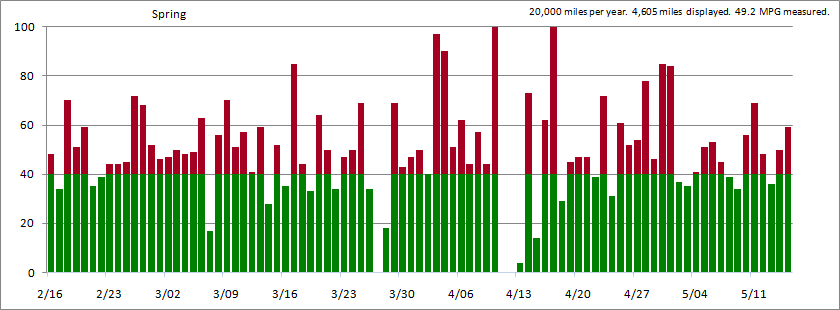 Spring
20,000 miles per year. 4,605 miles displayed. 49.2 MPG measured.
100
80
60
40
20
0
2/16 2/23 3/02 3/09 3/16 3/23 3/30 4/06 4/13 4/20 4/27 5/04 5/11